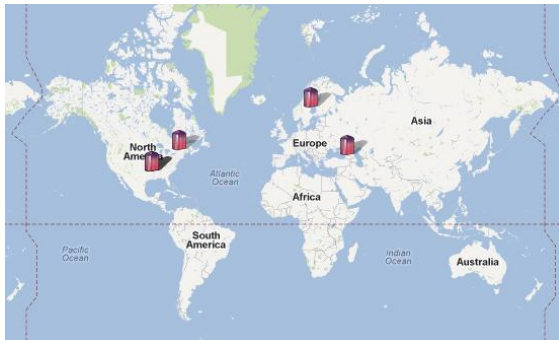 Asia
North
America
Europe
Atlantic
Ocean
Africa
South
America
Pacific
Ocean
Indian
Ocean
Australia